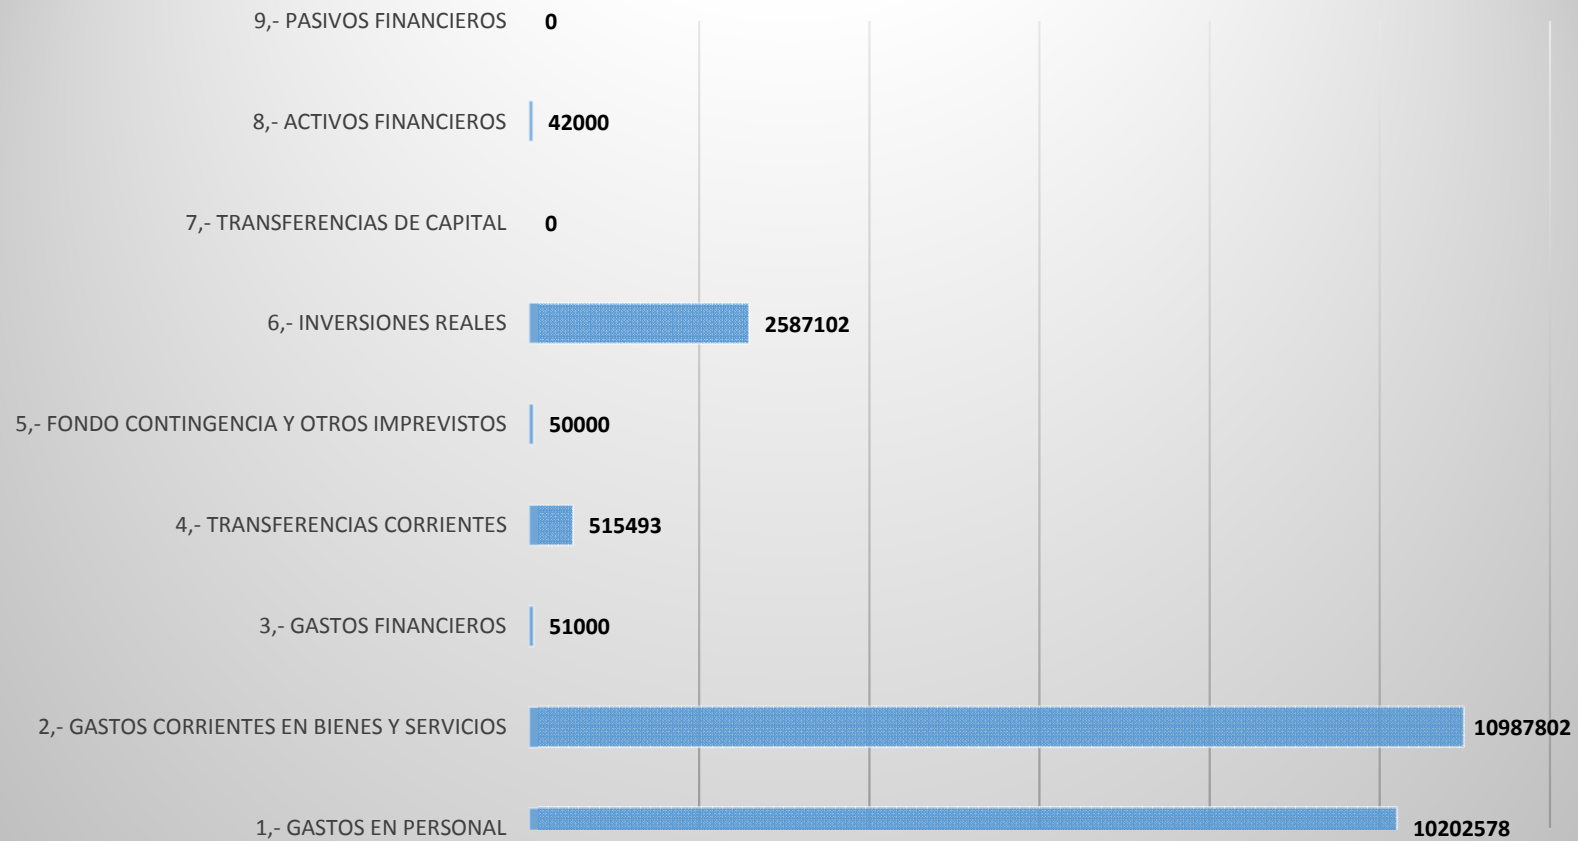 9,- PASIVOS FINANCIEROS 0
8,- ACTIVOS FINANCIEROS 42000
7,- TRANSFERENCIAS DE CAPITAL 0
6,- INVERSIONES REALES 2587102
5,- FONDO CONTINGENCIA Y OTROS IMPREVISTOS 50000
4,- TRANSFERENCIAS CORRIENTES 515493
3,- GASTOS FINANCIEROS 51000
2,- GASTOS CORRIENTES EN BIENES Y SERVICIOS 10987802
1,- GASTOS EN PERSONAL 10202578